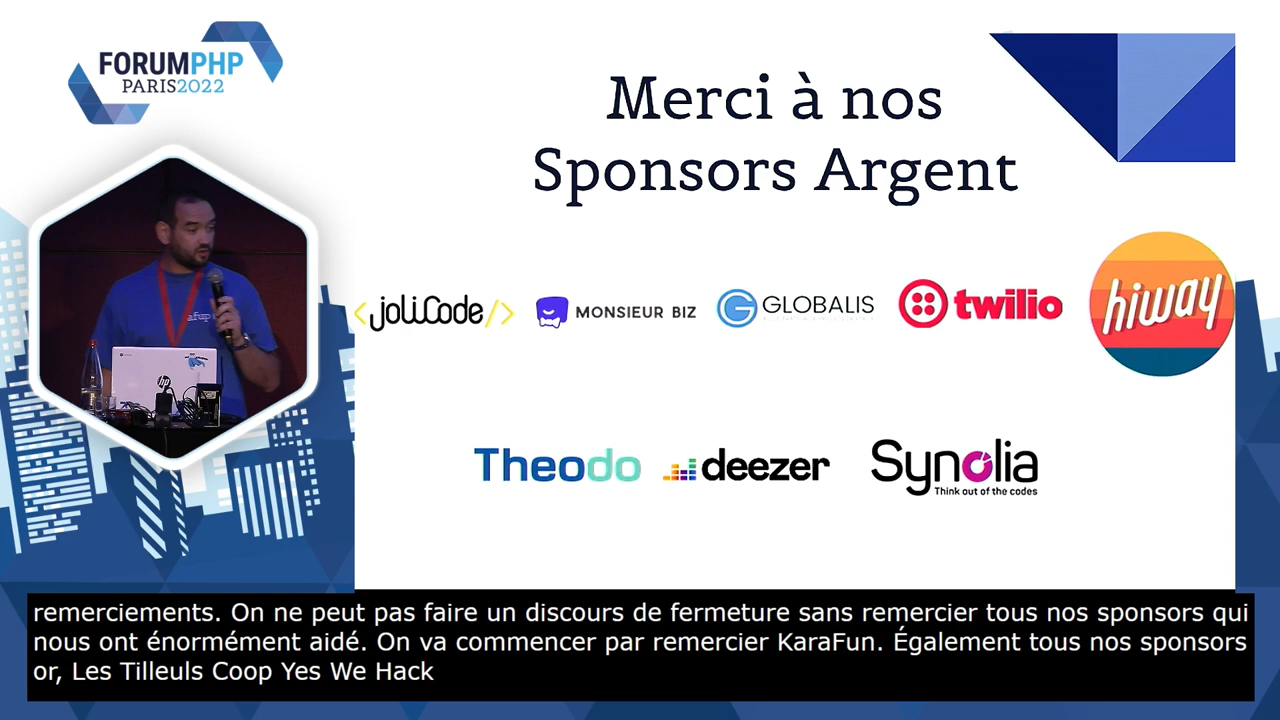 FORUMPHP
PARIS2022
Merci à nos
Sponsors Argent
<joliCode/>
MONSIEUR BIZ
GLOBALIS
twilio
hiway
afup
hp
Theodo
deezer
Synolia
Think out of the codes
remerciements. On ne peut pas faire un discours de fermeture sans remercier tous nos sponsors qui
nous ont énormément aidé. On va commencer par remercier KaraFun. Également tous nos sponsors
or, Les Tilleuls Coop Yes We Hack